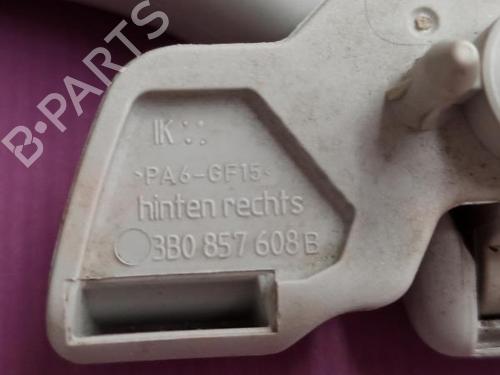 B-PARTS
IK ::
>PA6-GF15<
hinten rechts
3B0 857 608 B